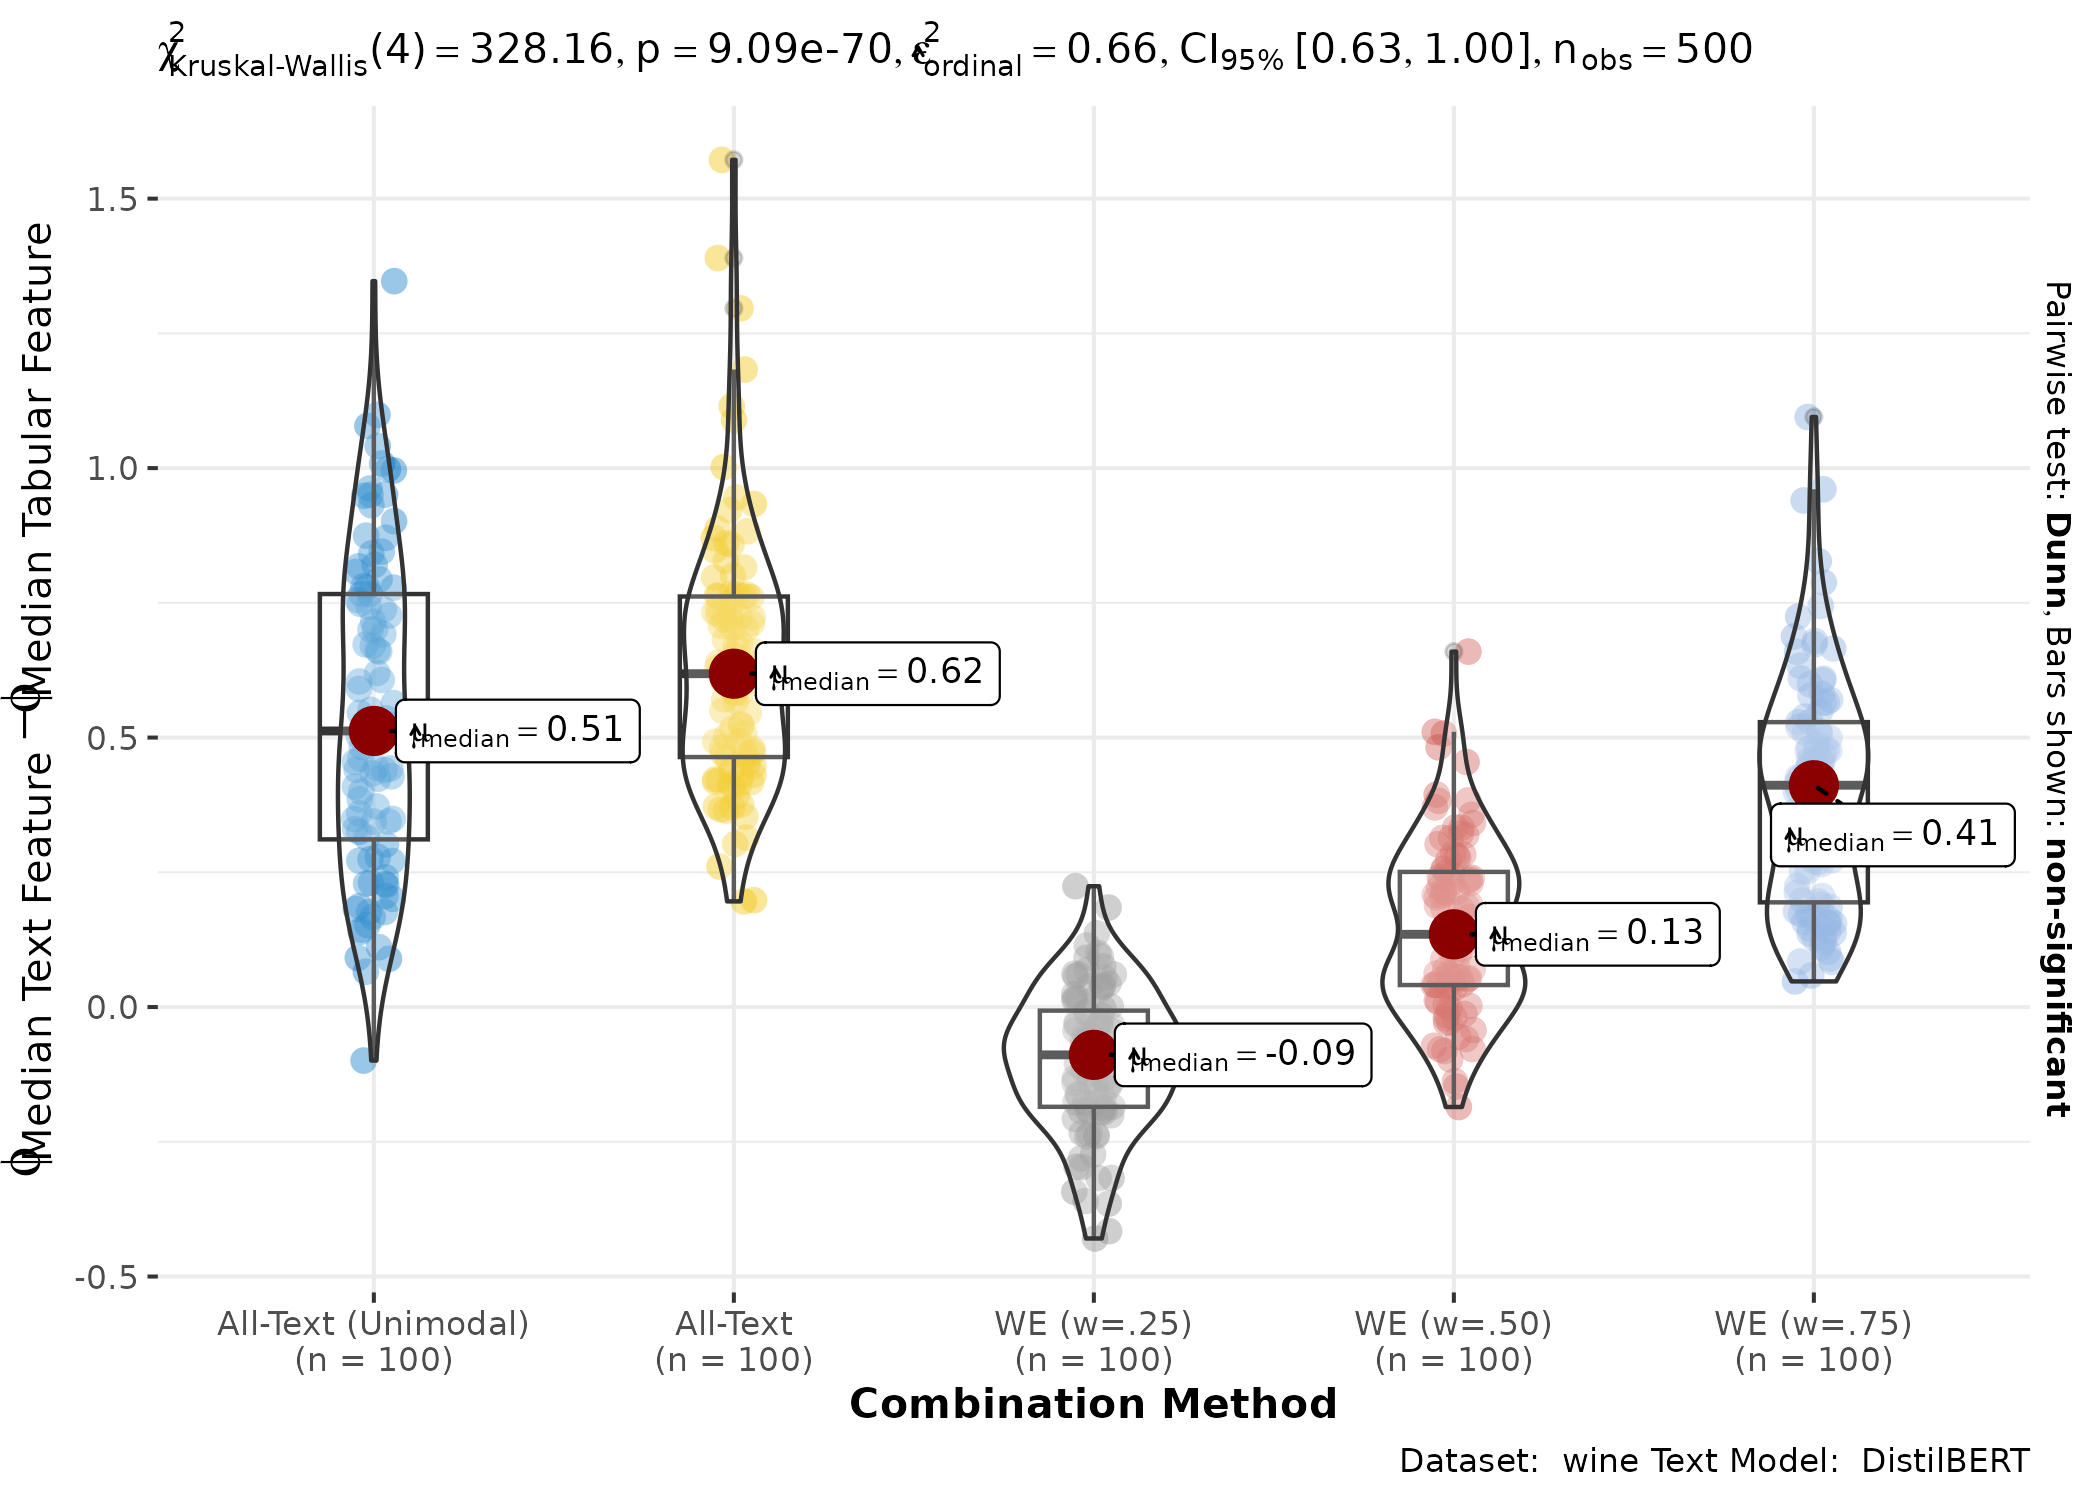 χ²Kruskal-Wallis(4) = 328.16, p = 9.09e-70, ε̂²ordinal = 0.66, CI95% [0.63, 1.00], nobs = 500
ϕMedian Text Feature − ϕMedian Tabular Feature
1.5
1.0
0.5
0.0
-0.5
μ̂median = 0.51
μ̂median = 0.62
μ̂median = -0.09
μ̂median = 0.13
μ̂median = 0.41
Pairwise test: Dunn, Bars shown: non-significant
All-Text (Unimodal)
(n = 100)
All-Text
(n = 100)
WE (w=.25)
(n = 100)
WE (w=.50)
(n = 100)
WE (w=.75)
(n = 100)
Combination Method
Dataset: wine Text Model: DistilBERT